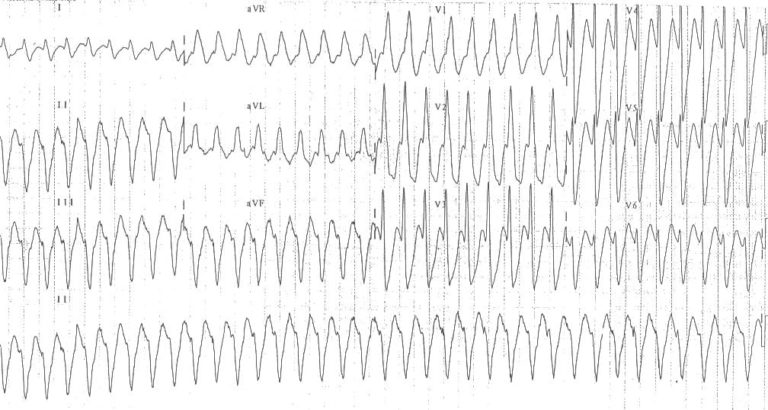 I aVR V1 V4
II aVL V2 V5
III aVF V3 V6
II